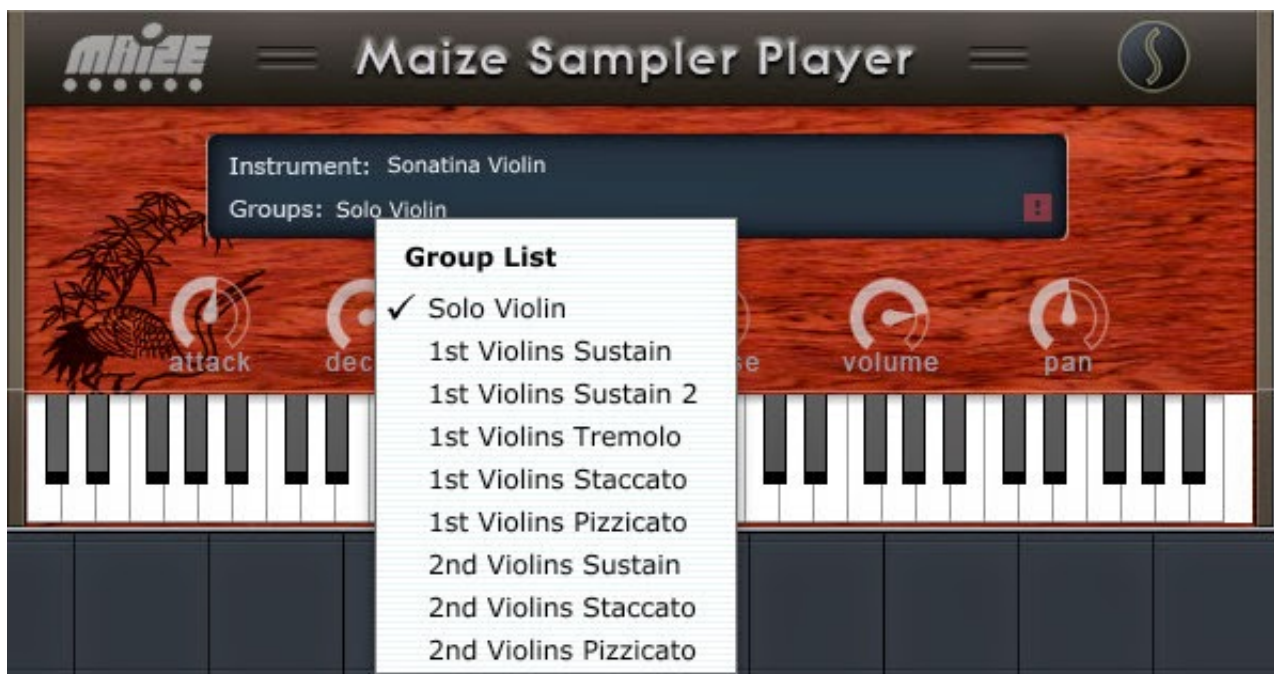 MAiZE
Maize Sampler Player
Instrument: Sonatina Violin
Groups: Solo Violin
Group List
✓ Solo Violin
1st Violins Sustain
1st Violins Sustain 2
1st Violins Tremolo
1st Violins Staccato
1st Violins Pizzicato
2nd Violins Sustain
2nd Violins Staccato
2nd Violins Pizzicato
attack
volume
pan